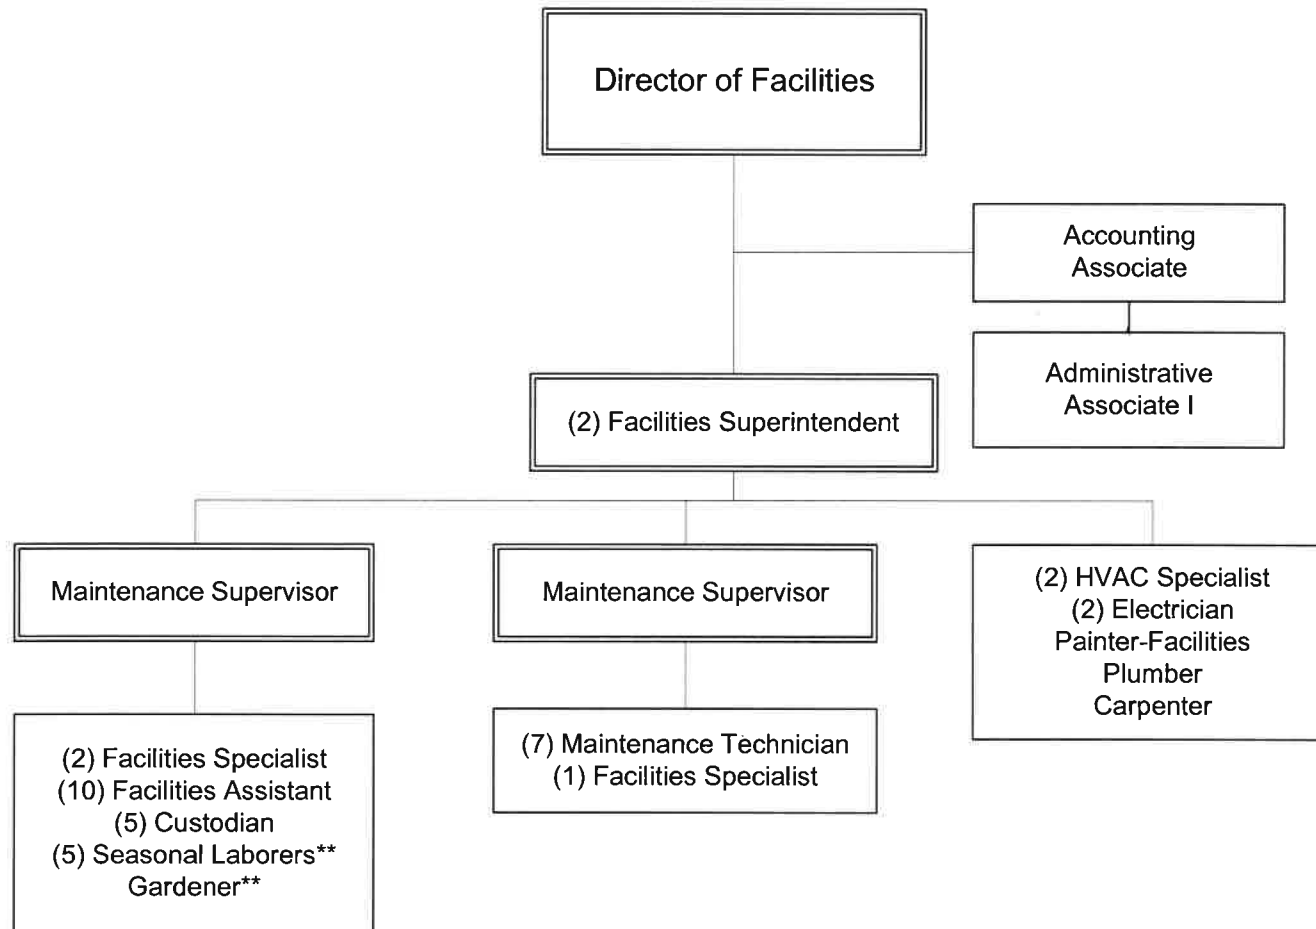 Director of Facilities
Accounting
Associate
Administrative
Associate I
(2) Facilities Superintendent
Maintenance Supervisor
Maintenance Supervisor
(2) HVAC Specialist
(2) Electrician
Painter-Facilities
Plumber
Carpenter
(2) Facilities Specialist
(10) Facilities Assistant
(5) Custodian
(5) Seasonal Laborers**
Gardener**
(7) Maintenance Technician
(1) Facilities Specialist